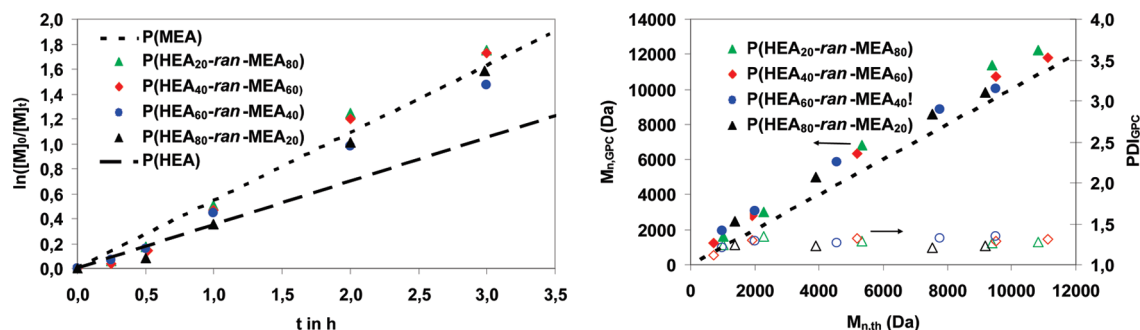 2,0
1,8
1,6
1,4
1,2
1,0
0,8
0,6
0,4
0,2
0,0
ln([M]₀/[M]ₜ)
P(MEA)
P(HEA₂₀-ran -MEA₈₀)
P(HEA₄₀-ran -MEA₆₀)
P(HEA₆₀-ran -MEA₄₀)
P(HEA₈₀-ran -MEA₂₀)
P(HEA)
0,0 0,5 1,0 1,5 2,0 2,5 3,0 3,5
t in h
14000
12000
10000
8000
6000
4000
2000
0
Mn,GPC (Da)
P(HEA₂₀-ran -MEA₈₀)
P(HEA₄₀-ran -MEA₆₀)
P(HEA₆₀-ran -MEA₄₀!
P(HEA₈₀-ran -MEA₂₀)
4,0
3,5
3,0
2,5
2,0
1,5
1,0
PDI_GPC
0 2000 4000 6000 8000 10000 12000
Mn,th (Da)